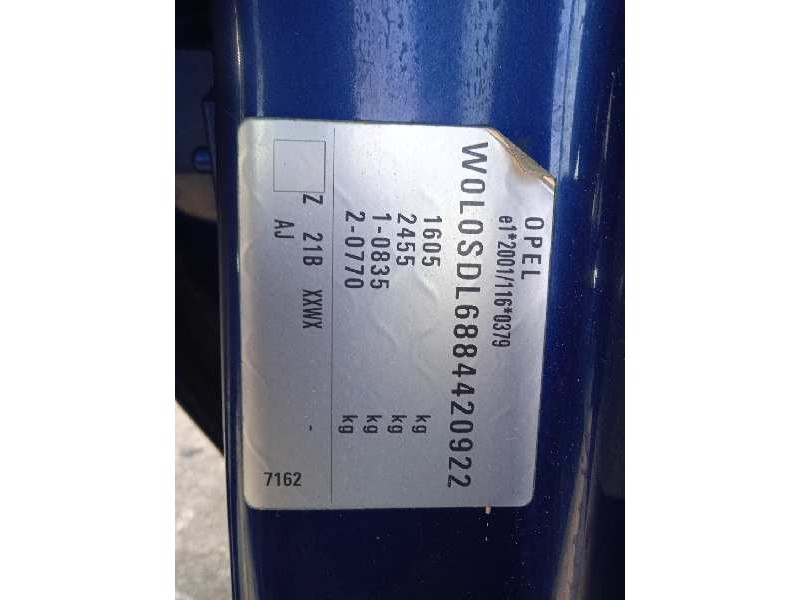 OPEL
e1*2001/116*0379
W0L0SDL6884420922
1605 kg
2455 kg
1-0835 kg
2-0770 kg
Z 21B XXWX -
AJ
7162